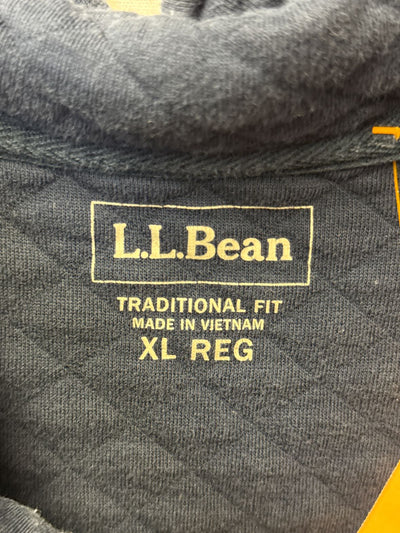 L.L.Bean
TRADITIONAL FIT
MADE IN VIETNAM
XL REG